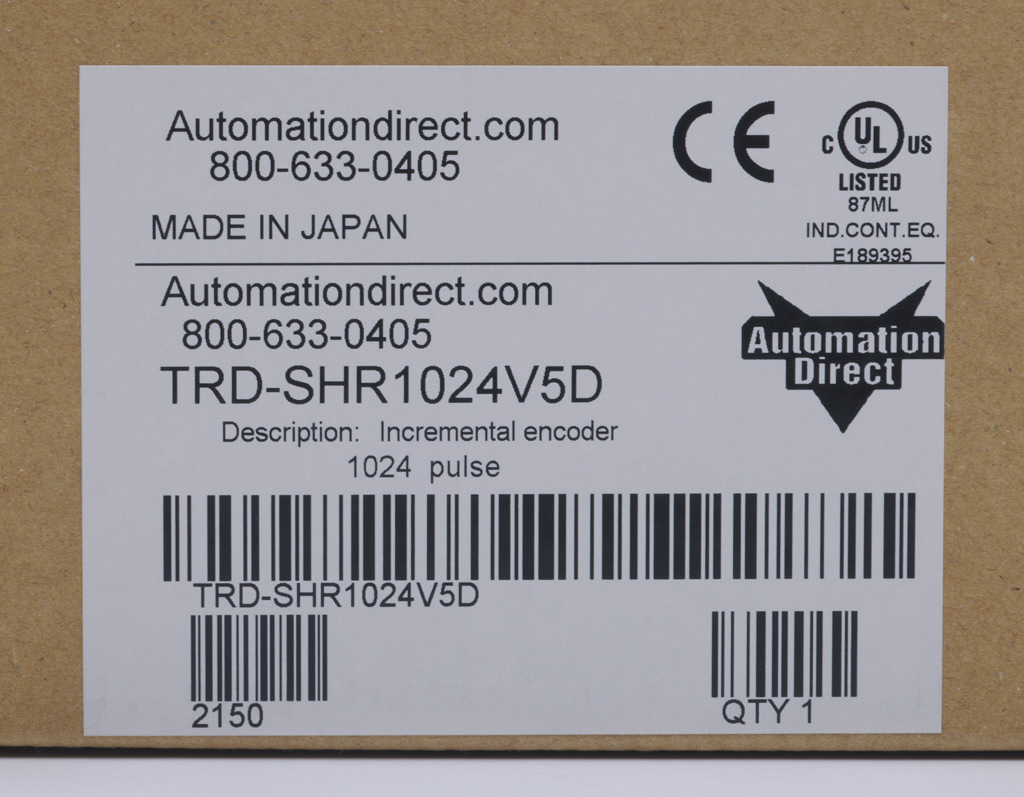 Automationdirect.com
800-633-0405
MADE IN JAPAN
CE
C UL US
LISTED
87ML
IND.CONT.EQ.
E189395
Automationdirect.com
800-633-0405
TRD-SHR1024V5D
Description: Incremental encoder
1024 pulse
Automation
Direct
TRD-SHR1024V5D
2150
QTY 1